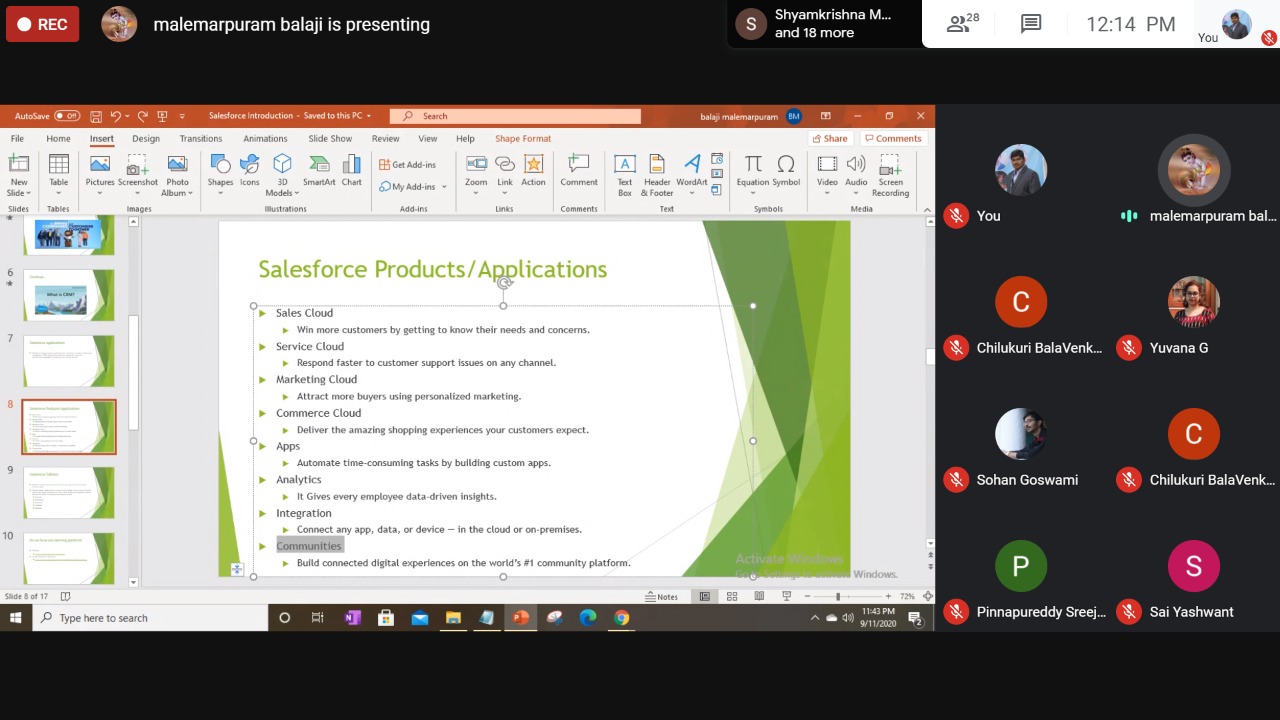 REC
malemarpuram balaji is presenting
S
Shyamkrishna M...
and 18 more
28
12:14 PM
You
AutoSave Off
Salesforce Introduction - Saved to this PC
Search
balaji malemarpuram BM
File Home Insert Design Transitions Animations Slide Show Review View Help Shape Format
Share Comments
New Slide
Table
Pictures Screenshot Photo Album
Shapes Icons 3D Models SmartArt Chart
Get Add-ins
My Add-ins
Zoom Link Action
Comment
Text Box Header & Footer WordArt
Equation Symbol
Video Audio Screen Recording
Slides Tables Images Illustrations Add-ins Links Comments Text Symbols Media
6
What is CRM?
7
8
9
10
Salesforce Products/Applications
Sales Cloud
Win more customers by getting to know their needs and concerns.
Service Cloud
Respond faster to customer support issues on any channel.
Marketing Cloud
Attract more buyers using personalized marketing.
Commerce Cloud
Deliver the amazing shopping experiences your customers expect.
Apps
Automate time-consuming tasks by building custom apps.
Analytics
It Gives every employee data-driven insights.
Integration
Connect any app, data, or device — in the cloud or on-premises.
Communities
Build connected digital experiences on the world's #1 community platform.
Activate Windows
Go to Settings to activate Windows.
Slide 8 of 17
Notes
72%
Type here to search
11:43 PM
9/11/2020
2
You
malemarpuram bal...
C
Chilukuri BalaVenk...
Yuvana G
Sohan Goswami
C
Chilukuri BalaVenk...
P
Pinnapureddy Sreej...
S
Sai Yashwant